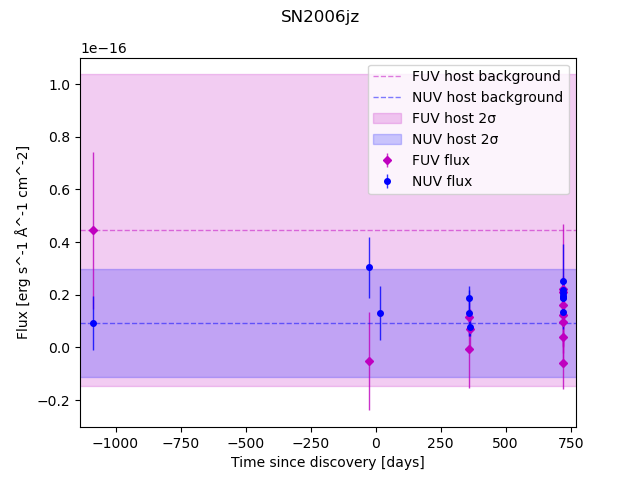 SN2006jz
1e−16
FUV host background
NUV host background
FUV host 2σ
NUV host 2σ
FUV flux
NUV flux
1.0
0.8
0.6
0.4
0.2
0.0
−0.2
Flux [erg s^-1 Å^-1 cm^-2]
−1000 −750 −500 −250 0 250 500 750
Time since discovery [days]